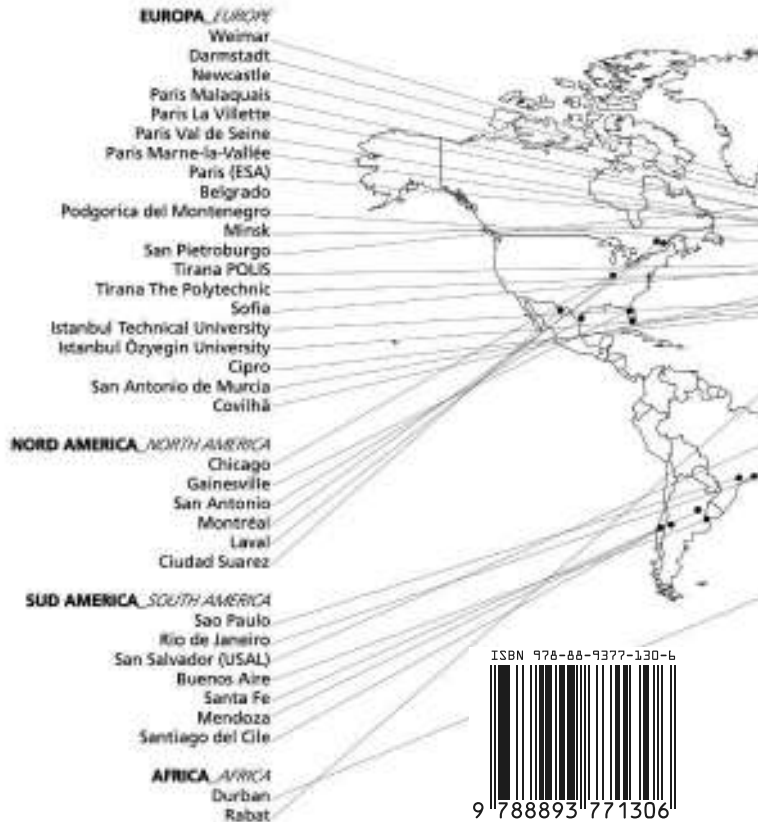 EUROPA_EUROPE
Weimar
Darmstadt
Newcastle
Paris Malaquais
Paris La Villette
Paris Val de Seine
Paris Marne-la-Vallée
Paris (ESA)
Belgrado
Podgorica del Montenegro
Minsk
San Pietroburgo
Tirana POLIS
Tirana The Polytechnic
Sofia
Istanbul Technical University
Istanbul Özyegin University
Cipro
San Antonio de Murcia
Covilhã
NORD AMERICA_NORTH AMERICA
Chicago
Gainesville
San Antonio
Montréal
Laval
Ciudad Suarez
SUD AMERICA_SOUTH AMERICA
Sao Paulo
Rio de Janeiro
San Salvador (USAL)
Buenos Aire
Santa Fe
Mendoza
Santiago del Cile
AFRICA_AFRICA
Durban
Rabat
ISBN 978-88-9377-130-6
9 788893 771306